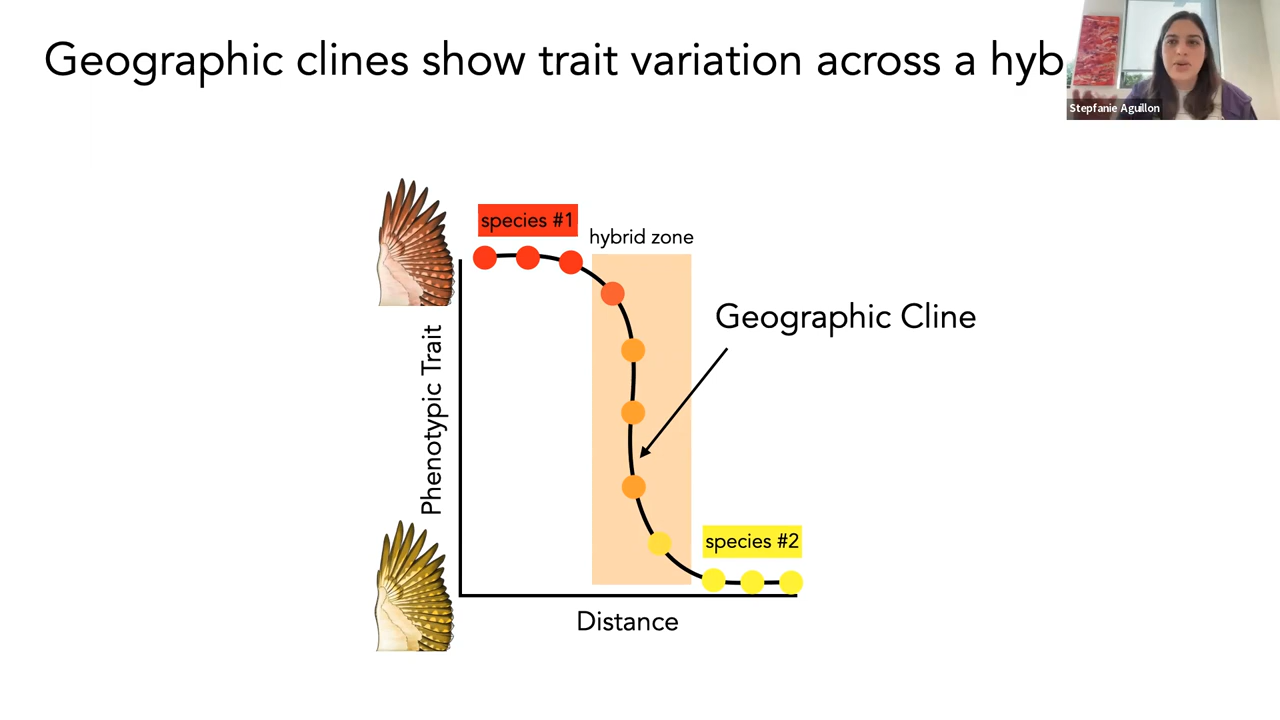 Geographic clines show trait variation across a hyb
Stepfanie Aguillon
species #1
hybrid zone
Geographic Cline
Phenotypic Trait
species #2
Distance